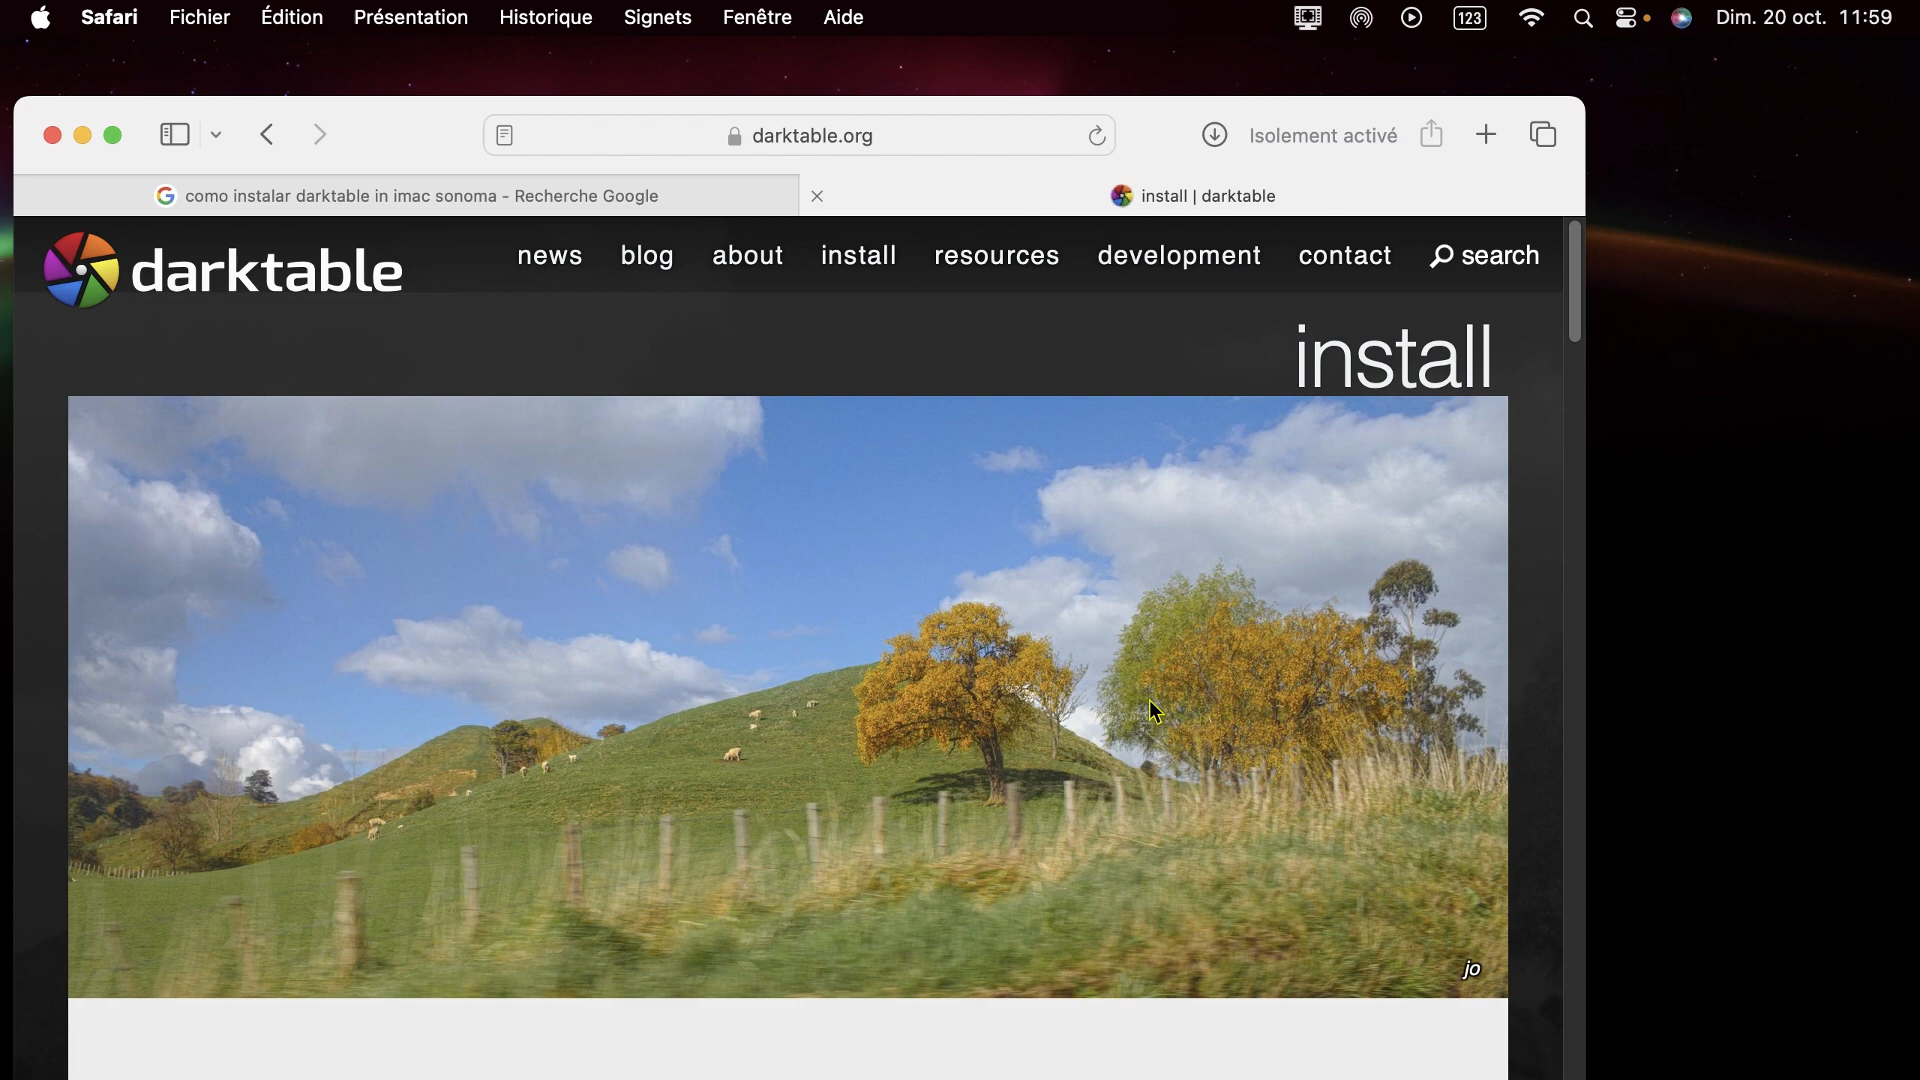 Safari Fichier Édition Présentation Historique Signets Fenêtre Aide 123 Dim. 20 oct. 11:59
darktable.org Isolement activé
como instalar darktable in imac sonoma - Recherche Google install | darktable
darktable news blog about install resources development contact search
install
jo